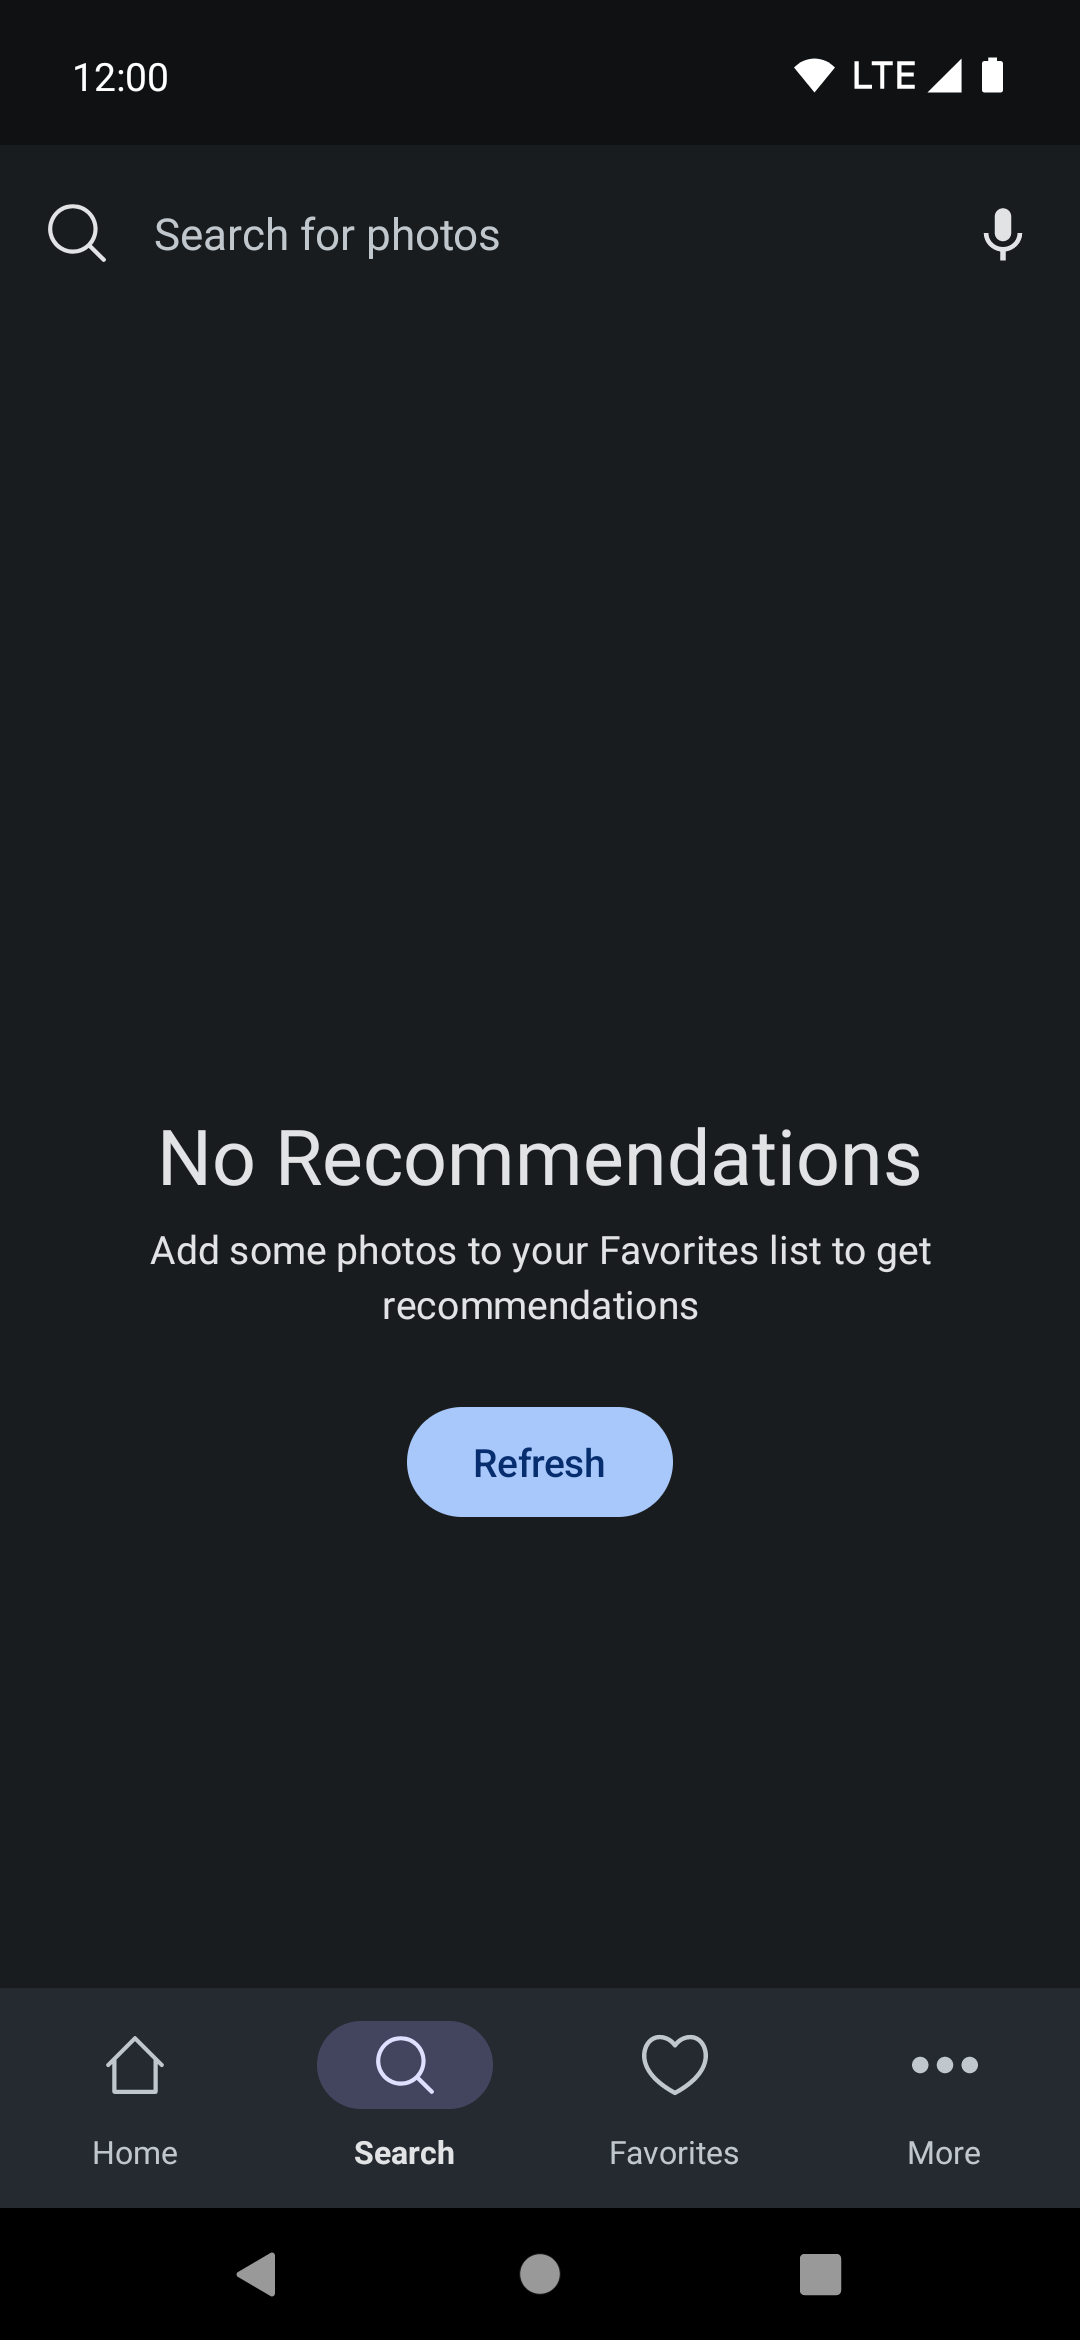 12:00
LTE
Search for photos
No Recommendations
Add some photos to your Favorites list to get
recommendations
Refresh
Home
Search
Favorites
More